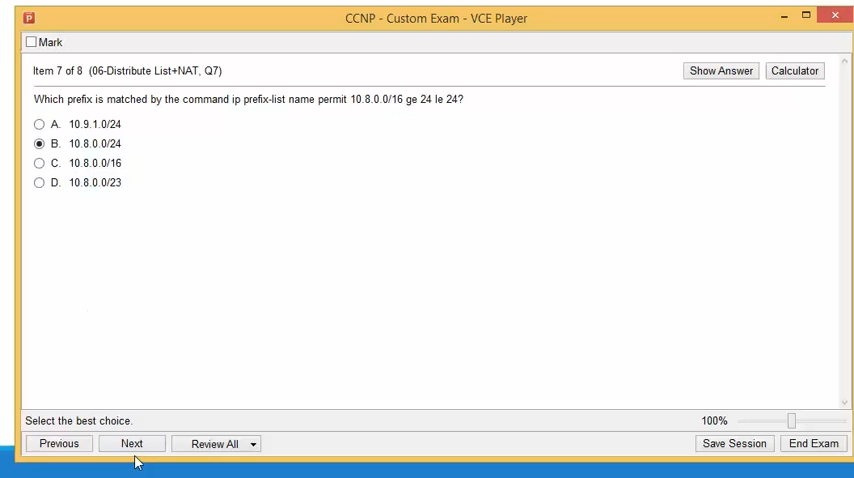 CCNP - Custom Exam - VCE Player
Mark
Item 7 of 8 (06-Distribute List+NAT, Q7)
Show Answer
Calculator
Which prefix is matched by the command ip prefix-list name permit 10.8.0.0/16 ge 24 le 24?
A. 10.9.1.0/24
B. 10.8.0.0/24
C. 10.8.0.0/16
D. 10.8.0.0/23
Select the best choice.
100%
Previous
Next
Review All
Save Session
End Exam